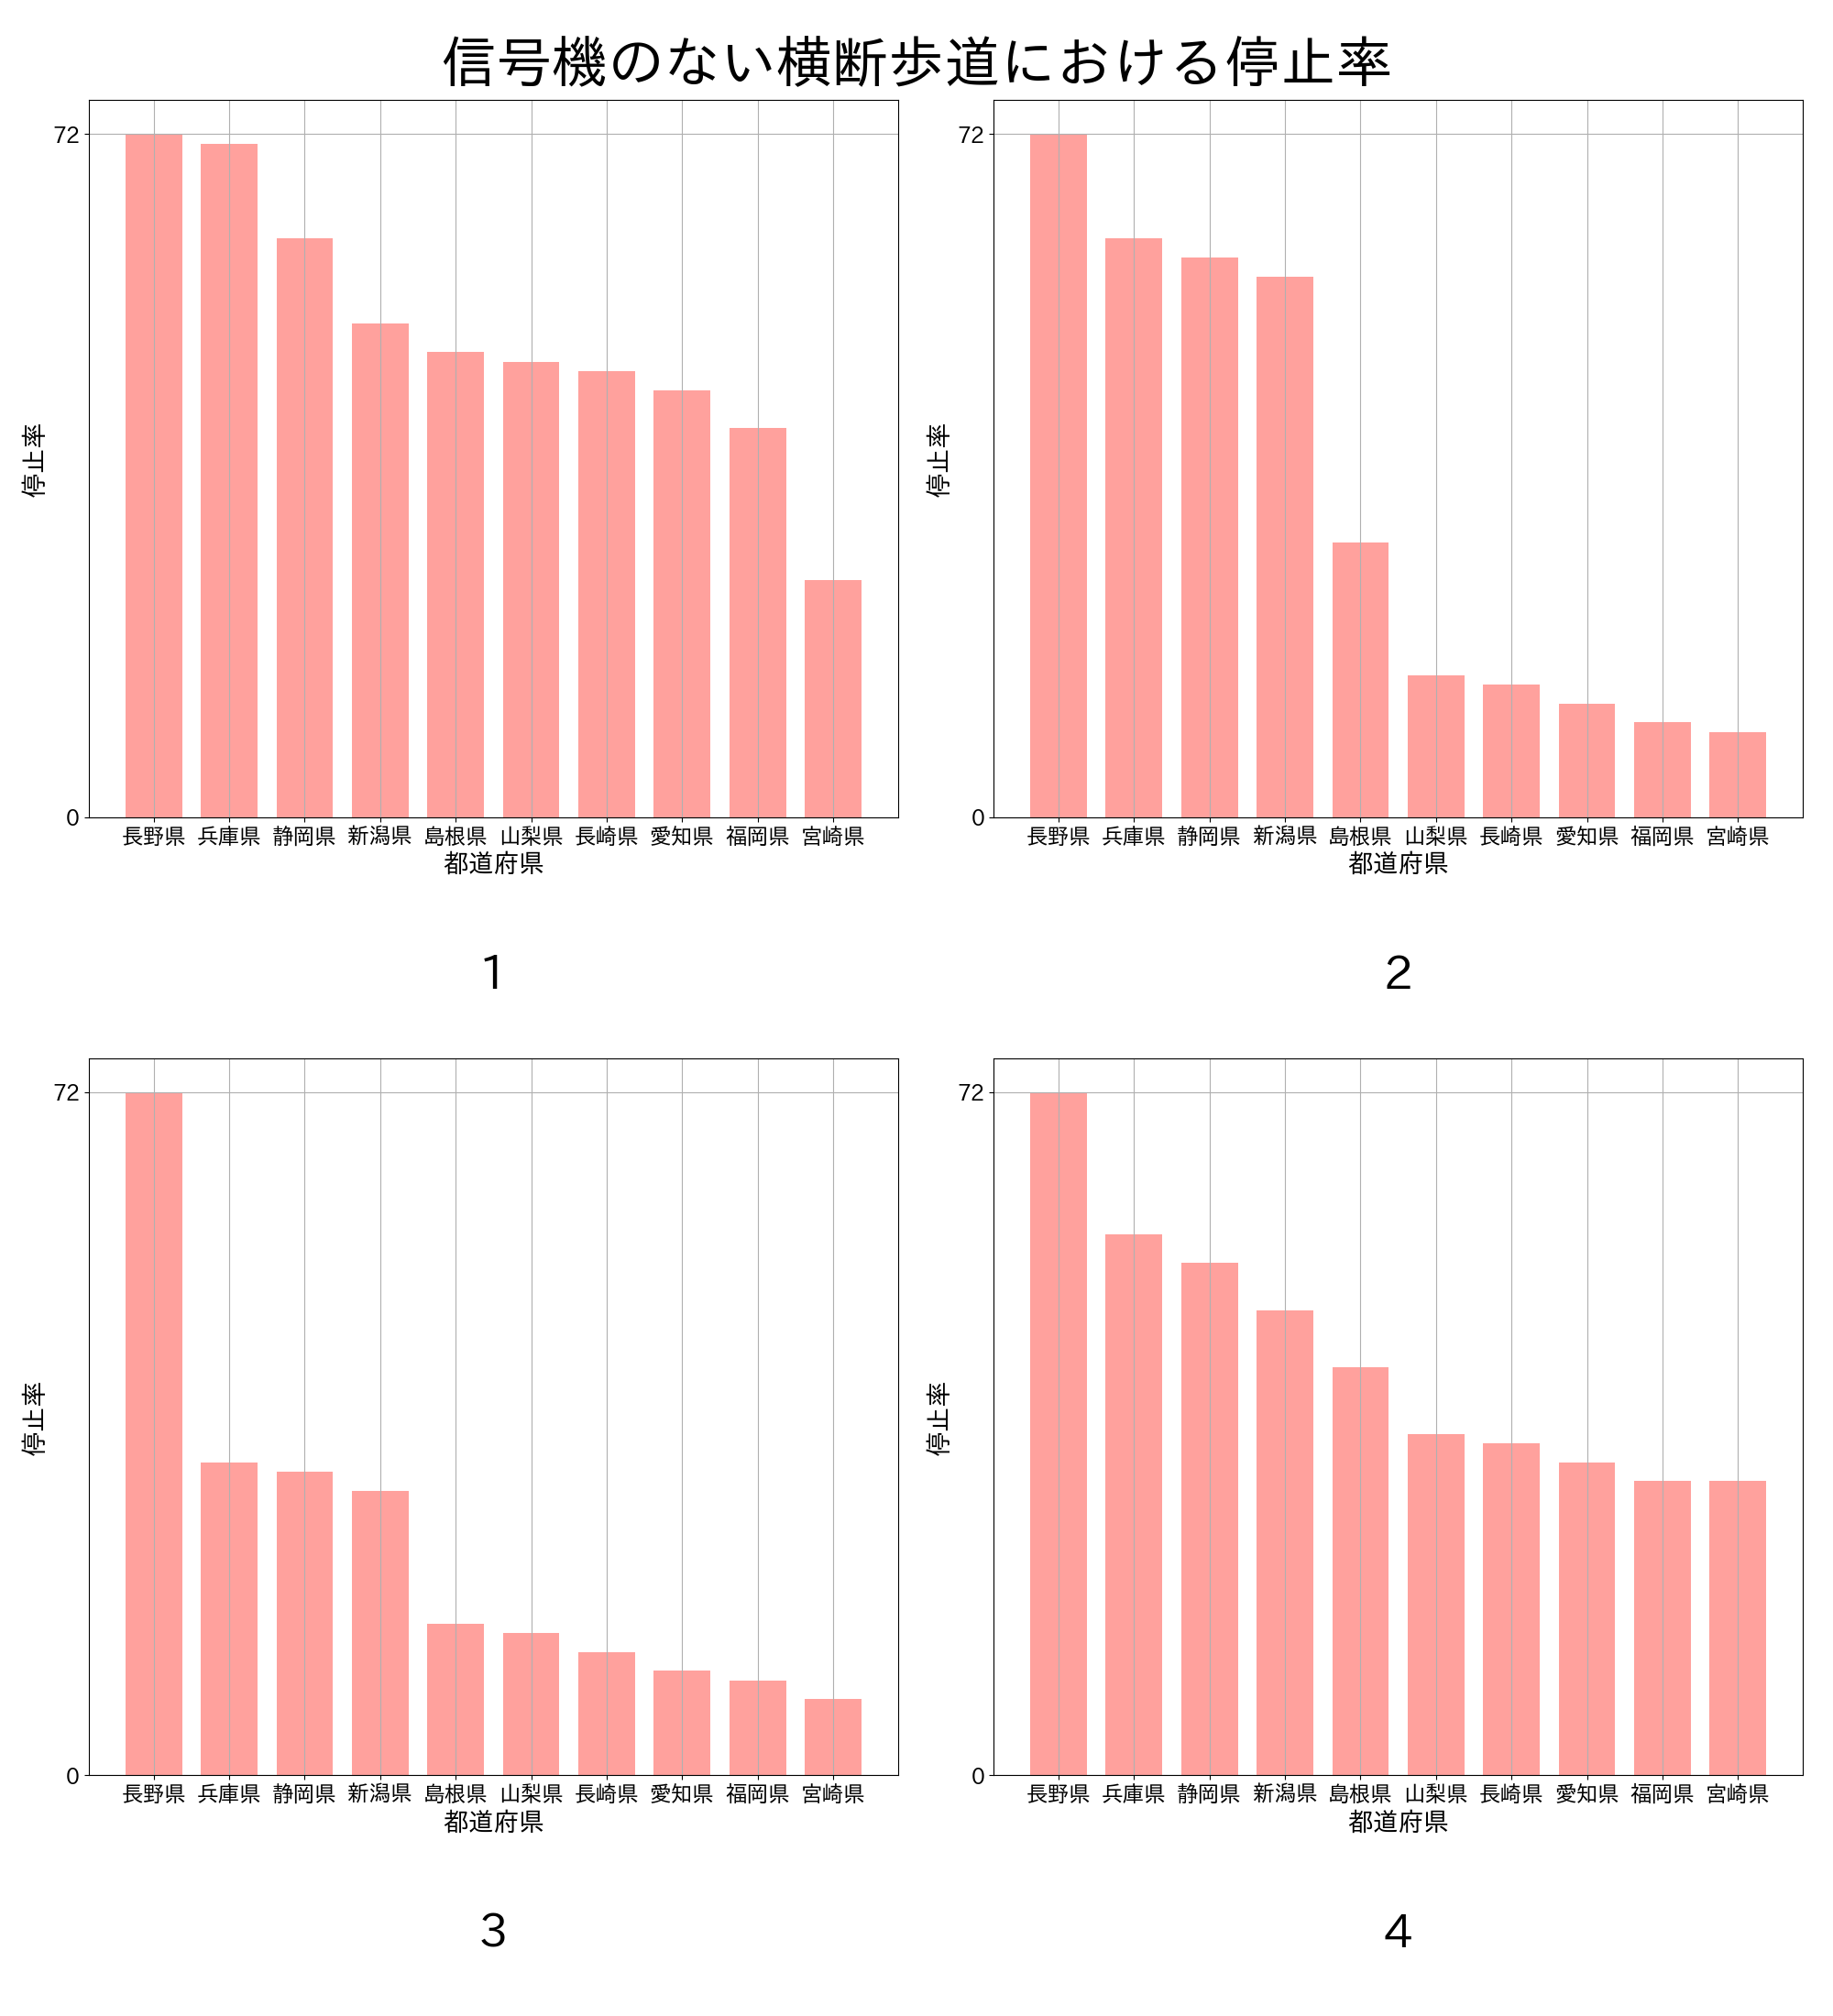 信号機のない横断歩道における停止率
72
0
停止率
長野県 兵庫県 静岡県 新潟県 島根県 山梨県 長崎県 愛知県 福岡県 宮崎県
都道府県
1
72
0
停止率
長野県 兵庫県 静岡県 新潟県 島根県 山梨県 長崎県 愛知県 福岡県 宮崎県
都道府県
2
72
0
停止率
長野県 兵庫県 静岡県 新潟県 島根県 山梨県 長崎県 愛知県 福岡県 宮崎県
都道府県
3
72
0
停止率
長野県 兵庫県 静岡県 新潟県 島根県 山梨県 長崎県 愛知県 福岡県 宮崎県
都道府県
4